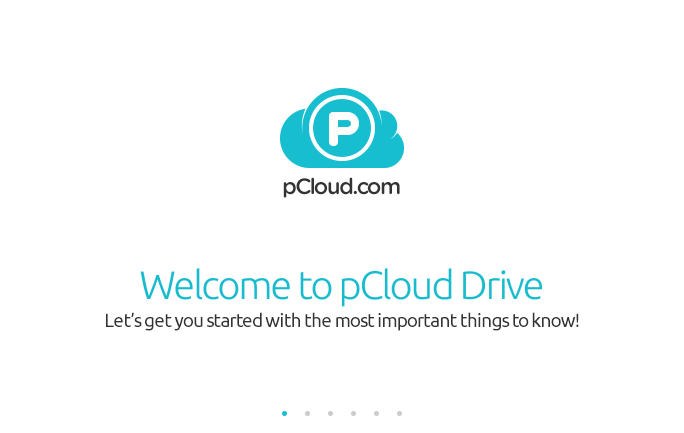 P
pCloud.com
Welcome to pCloud Drive
Let's get you started with the most important things to know!